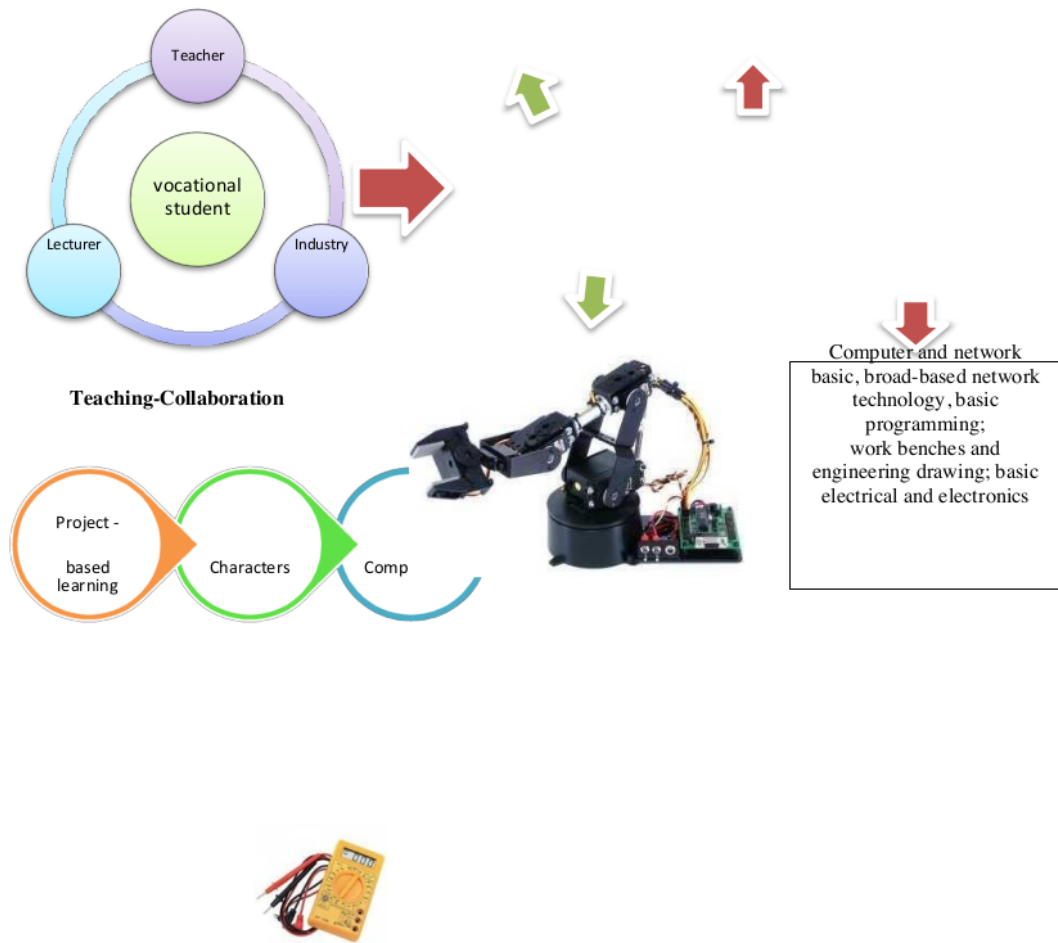 Teacher
vocational
student
Lecturer
Industry
Teaching-Collaboration
Computer and network
basic, broad-based network
technology, basic
programming;
work benches and
engineering drawing; basic
electrical and electronics
Project -
based
learning
Characters
Comp